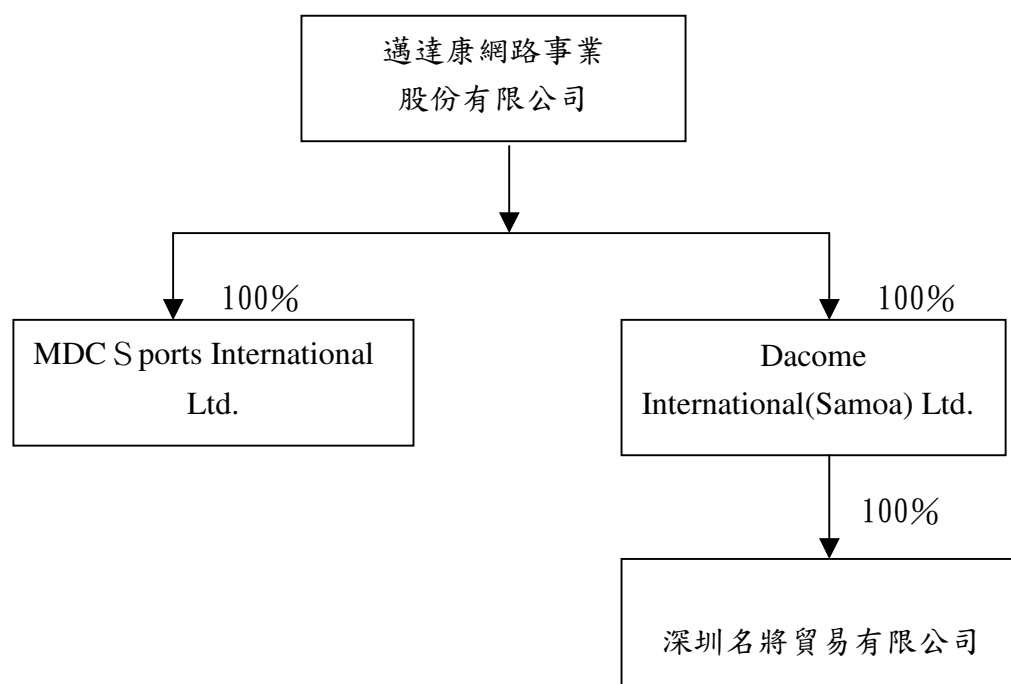 邁達康網路事業
股份有限公司
100%
100%
MDC Sports International
Ltd.
Dacome
International(Samoa) Ltd.
100%
深圳名將貿易有限公司